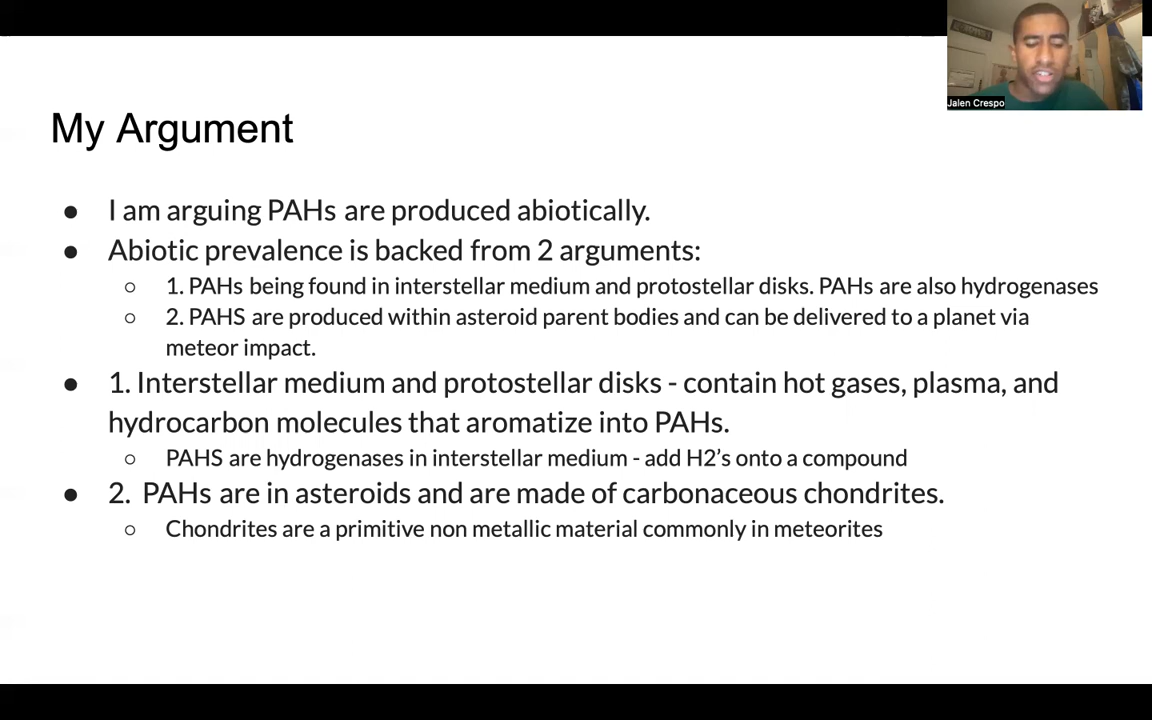 Jalen Crespo
My Argument
● I am arguing PAHs are produced abiotically.
● Abiotic prevalence is backed from 2 arguments:
○ 1. PAHs being found in interstellar medium and protostellar disks. PAHs are also hydrogenases
○ 2. PAHS are produced within asteroid parent bodies and can be delivered to a planet via
meteor impact.
● 1. Interstellar medium and protostellar disks - contain hot gases, plasma, and
hydrocarbon molecules that aromatize into PAHs.
○ PAHS are hydrogenases in interstellar medium - add H2’s onto a compound
● 2. PAHs are in asteroids and are made of carbonaceous chondrites.
○ Chondrites are a primitive non metallic material commonly in meteorites